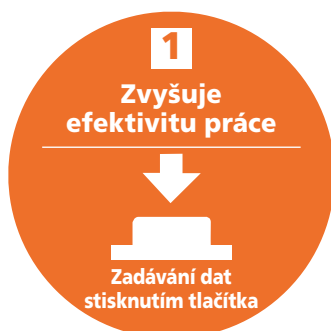 1
Zvyšuje
efektivitu práce
Zadávání dat
stisknutím tlačítka